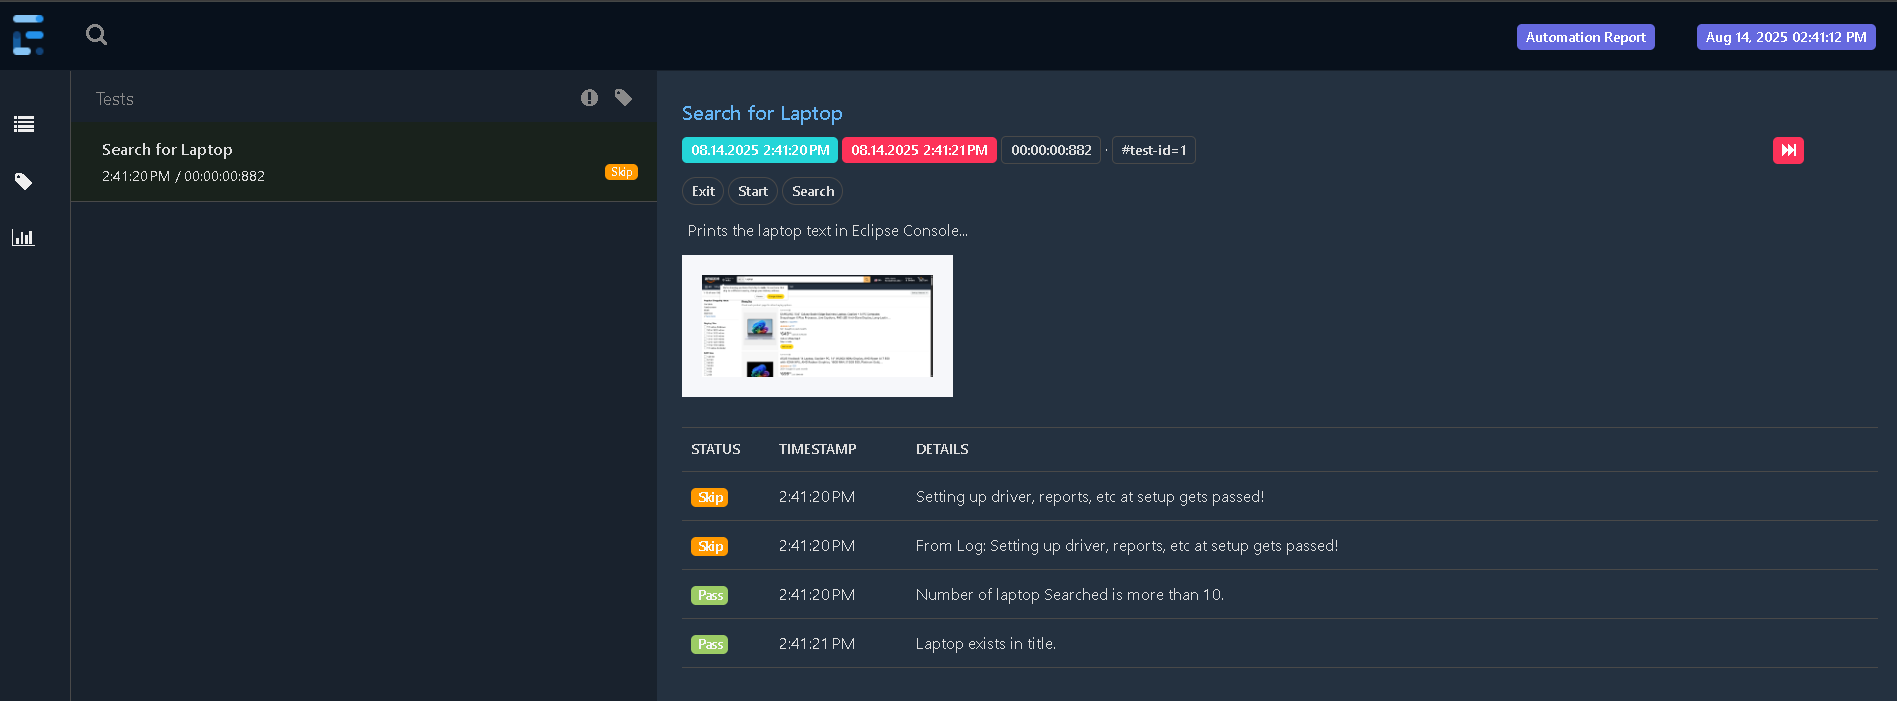 Automation Report
Aug 14, 2025 02:41:12 PM
Tests
Search for Laptop
2:41:20 PM / 00:00:00:882
Skip
Search for Laptop
08.14.2025 2:41:20 PM 08.14.2025 2:41:21 PM 00:00:00:882 · #test-id=1
Exit Start Search
Prints the laptop text in Eclipse Console...
STATUS TIMESTAMP DETAILS
Skip 2:41:20 PM Setting up driver, reports, etc at setup gets passed!
Skip 2:41:20 PM From Log: Setting up driver, reports, etc at setup gets passed!
Pass 2:41:20 PM Number of laptop Searched is more than 10.
Pass 2:41:21 PM Laptop exists in title.